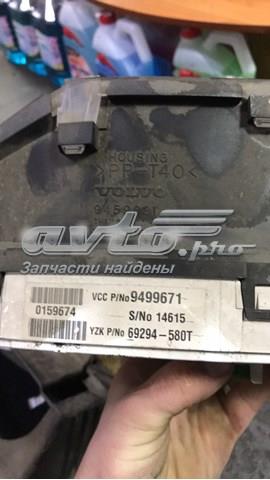 HOUSING
>PP-T40<
VOLVO
avto.pro
Запчасти найдены
VCC P/No 9499671
0159674
S/No 14615
YZK P/No 69294-580T